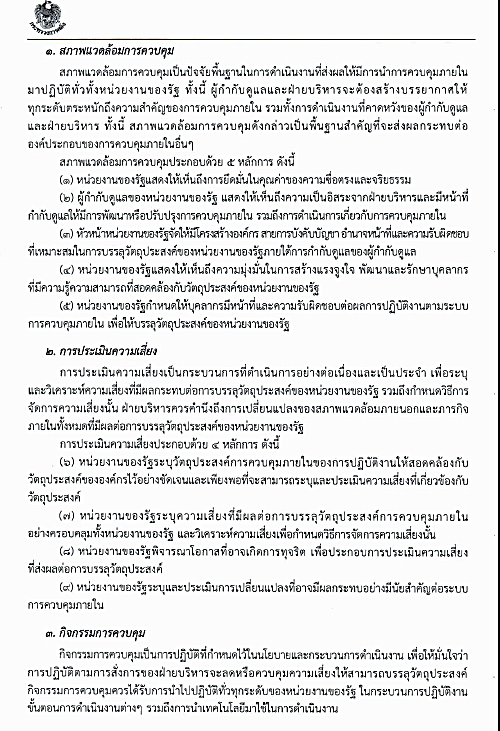 ๑. สภาพแวดล้อมการควบคุม
สภาพแวดล้อมการควบคุมเป็นปัจจัยพื้นฐานในการดำเนินงานที่ส่งผลให้มีการนำการควบคุมภายใน
มาปฏิบัติทั่วทั้งหน่วยงานของรัฐ ทั้งนี้ ผู้กำกับดูแลและฝ่ายบริหารจะต้องสร้างบรรยากาศให้
ทุกระดับตระหนักถึงความสำคัญของการควบคุมภายใน รวมทั้งการดำเนินงานที่คาดหวังของผู้กำกับดูแล
และฝ่ายบริหาร ทั้งนี้ สภาพแวดล้อมการควบคุมดังกล่าวเป็นพื้นฐานสำคัญที่จะส่งผลกระทบต่อ
องค์ประกอบของการควบคุมภายในอื่นๆ
สภาพแวดล้อมการควบคุมประกอบด้วย ๕ หลักการ ดังนี้
(๑) หน่วยงานของรัฐแสดงให้เห็นถึงการยึดมั่นในคุณค่าของความซื่อตรงและจริยธรรม
(๒) ผู้กำกับดูแลของหน่วยงานของรัฐ แสดงให้เห็นถึงความเป็นอิสระจากฝ่ายบริหารและมีหน้าที่
กำกับดูแลให้มีการพัฒนาหรือปรับปรุงการควบคุมภายใน รวมถึงการดำเนินการเกี่ยวกับการควบคุมภายใน
(๓) หัวหน้าหน่วยงานของรัฐจัดให้มีโครงสร้างองค์กร สายการบังคับบัญชา อำนาจหน้าที่และความรับผิดชอบ
ที่เหมาะสมในการบรรลุวัตถุประสงค์ของหน่วยงานของรัฐภายใต้การกำกับดูแลของผู้กำกับดูแล
(๔) หน่วยงานของรัฐแสดงให้เห็นถึงความมุ่งมั่นในการสร้างแรงจูงใจ พัฒนาและรักษาบุคลากร
ที่มีความรู้ความสามารถที่สอดคล้องกับวัตถุประสงค์ของหน่วยงานของรัฐ
(๕) หน่วยงานของรัฐกำหนดให้บุคลากรมีหน้าที่และความรับผิดชอบต่อผลการปฏิบัติงานตามระบบ
การควบคุมภายใน เพื่อให้บรรลุวัตถุประสงค์ของหน่วยงานของรัฐ
๒. การประเมินความเสี่ยง
การประเมินความเสี่ยงเป็นกระบวนการที่ดำเนินการอย่างต่อเนื่องและเป็นประจำ เพื่อระบุ
และวิเคราะห์ความเสี่ยงที่มีผลกระทบต่อการบรรลุวัตถุประสงค์ของหน่วยงานของรัฐ รวมถึงกำหนดวิธีการ
จัดการความเสี่ยงนั้น ฝ่ายบริหารควรคำนึงถึงการเปลี่ยนแปลงของสภาพแวดล้อมภายนอกและภารกิจ
ภายในทั้งหมดที่มีผลต่อการบรรลุวัตถุประสงค์ของหน่วยงานของรัฐ
การประเมินความเสี่ยงประกอบด้วย ๔ หลักการ ดังนี้
(๖) หน่วยงานของรัฐระบุวัตถุประสงค์การควบคุมภายในของการปฏิบัติงานให้สอดคล้องกับ
วัตถุประสงค์ขององค์กรไว้อย่างชัดเจนและเพียงพอที่จะสามารถระบุและประเมินความเสี่ยงที่เกี่ยวข้องกับ
วัตถุประสงค์
(๗) หน่วยงานของรัฐระบุความเสี่ยงที่มีผลต่อการบรรลุวัตถุประสงค์การควบคุมภายใน
อย่างครอบคลุมทั้งหน่วยงานของรัฐ และวิเคราะห์ความเสี่ยงเพื่อกำหนดวิธีการจัดการความเสี่ยงนั้น
(๘) หน่วยงานของรัฐพิจารณาโอกาสที่อาจเกิดการทุจริต เพื่อประกอบการประเมินความเสี่ยง
ที่ส่งผลต่อการบรรลุวัตถุประสงค์
(๙) หน่วยงานของรัฐระบุและประเมินการเปลี่ยนแปลงที่อาจมีผลกระทบอย่างมีนัยสำคัญต่อระบบ
การควบคุมภายใน
๓. กิจกรรมการควบคุม
กิจกรรมการควบคุมเป็นการปฏิบัติที่กำหนดไว้ในนโยบายและกระบวนการดำเนินงาน เพื่อให้มั่นใจว่า
การปฏิบัติตามการสั่งการของฝ่ายบริหารจะลดหรือควบคุมความเสี่ยงให้สามารถบรรลุวัตถุประสงค์
กิจกรรมการควบคุมควรได้รับการนำไปปฏิบัติทั่วทุกระดับของหน่วยงานของรัฐ ในกระบวนการปฏิบัติงาน
ขั้นตอนการดำเนินงานต่างๆ รวมถึงการนำเทคโนโลยีมาใช้ในการดำเนินงาน